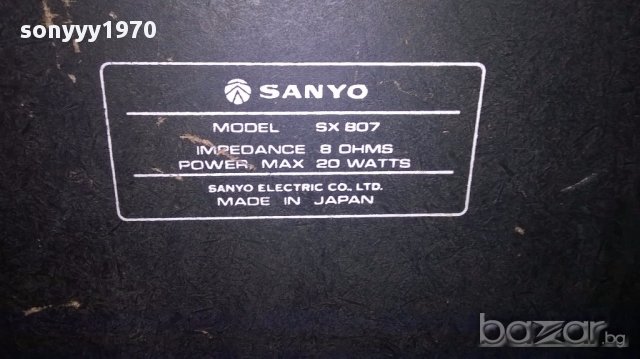 sonyyy1970
SANYO
MODEL SX 807
IMPEDANCE 8 OHMS
POWER, MAX 20 WATTS
SANYO ELECTRIC CO., LTD.
MADE IN JAPAN
bazar.bg